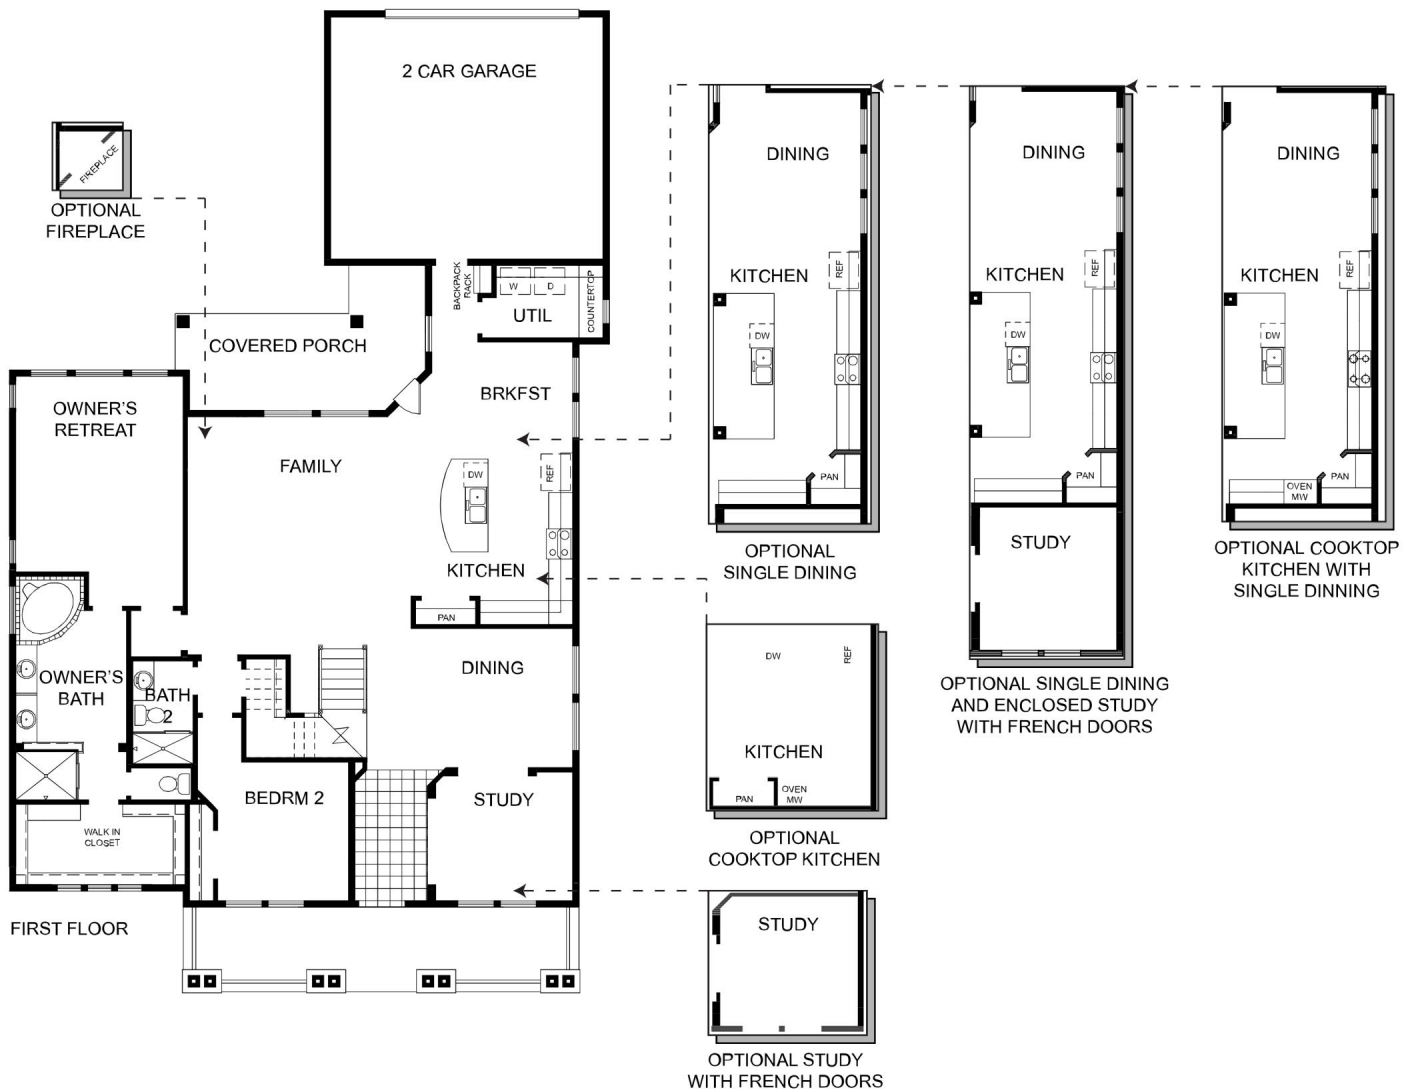 2 CAR GARAGE
FIREPLACE
OPTIONAL
FIREPLACE
BACKPACK
RACK
W
D
COUNTERTOP
UTIL
COVERED PORCH
BRKFST
OWNER'S
RETREAT
FAMILY
DW
REF
KITCHEN
PAN
DINING
OWNER'S
BATH
BATH
2
BEDRM 2
STUDY
WALK IN
CLOSET
FIRST FLOOR
DINING
KITCHEN
REF
DW
PAN
OPTIONAL
SINGLE DINING
DINING
KITCHEN
REF
DW
PAN
STUDY
OPTIONAL SINGLE DINING
AND ENCLOSED STUDY
WITH FRENCH DOORS
DINING
KITCHEN
REF
DW
OVEN
MW
PAN
OPTIONAL COOKTOP
KITCHEN WITH
SINGLE DINNING
DW
REF
KITCHEN
PAN
OVEN
MW
OPTIONAL
COOKTOP KITCHEN
STUDY
OPTIONAL STUDY
WITH FRENCH DOORS